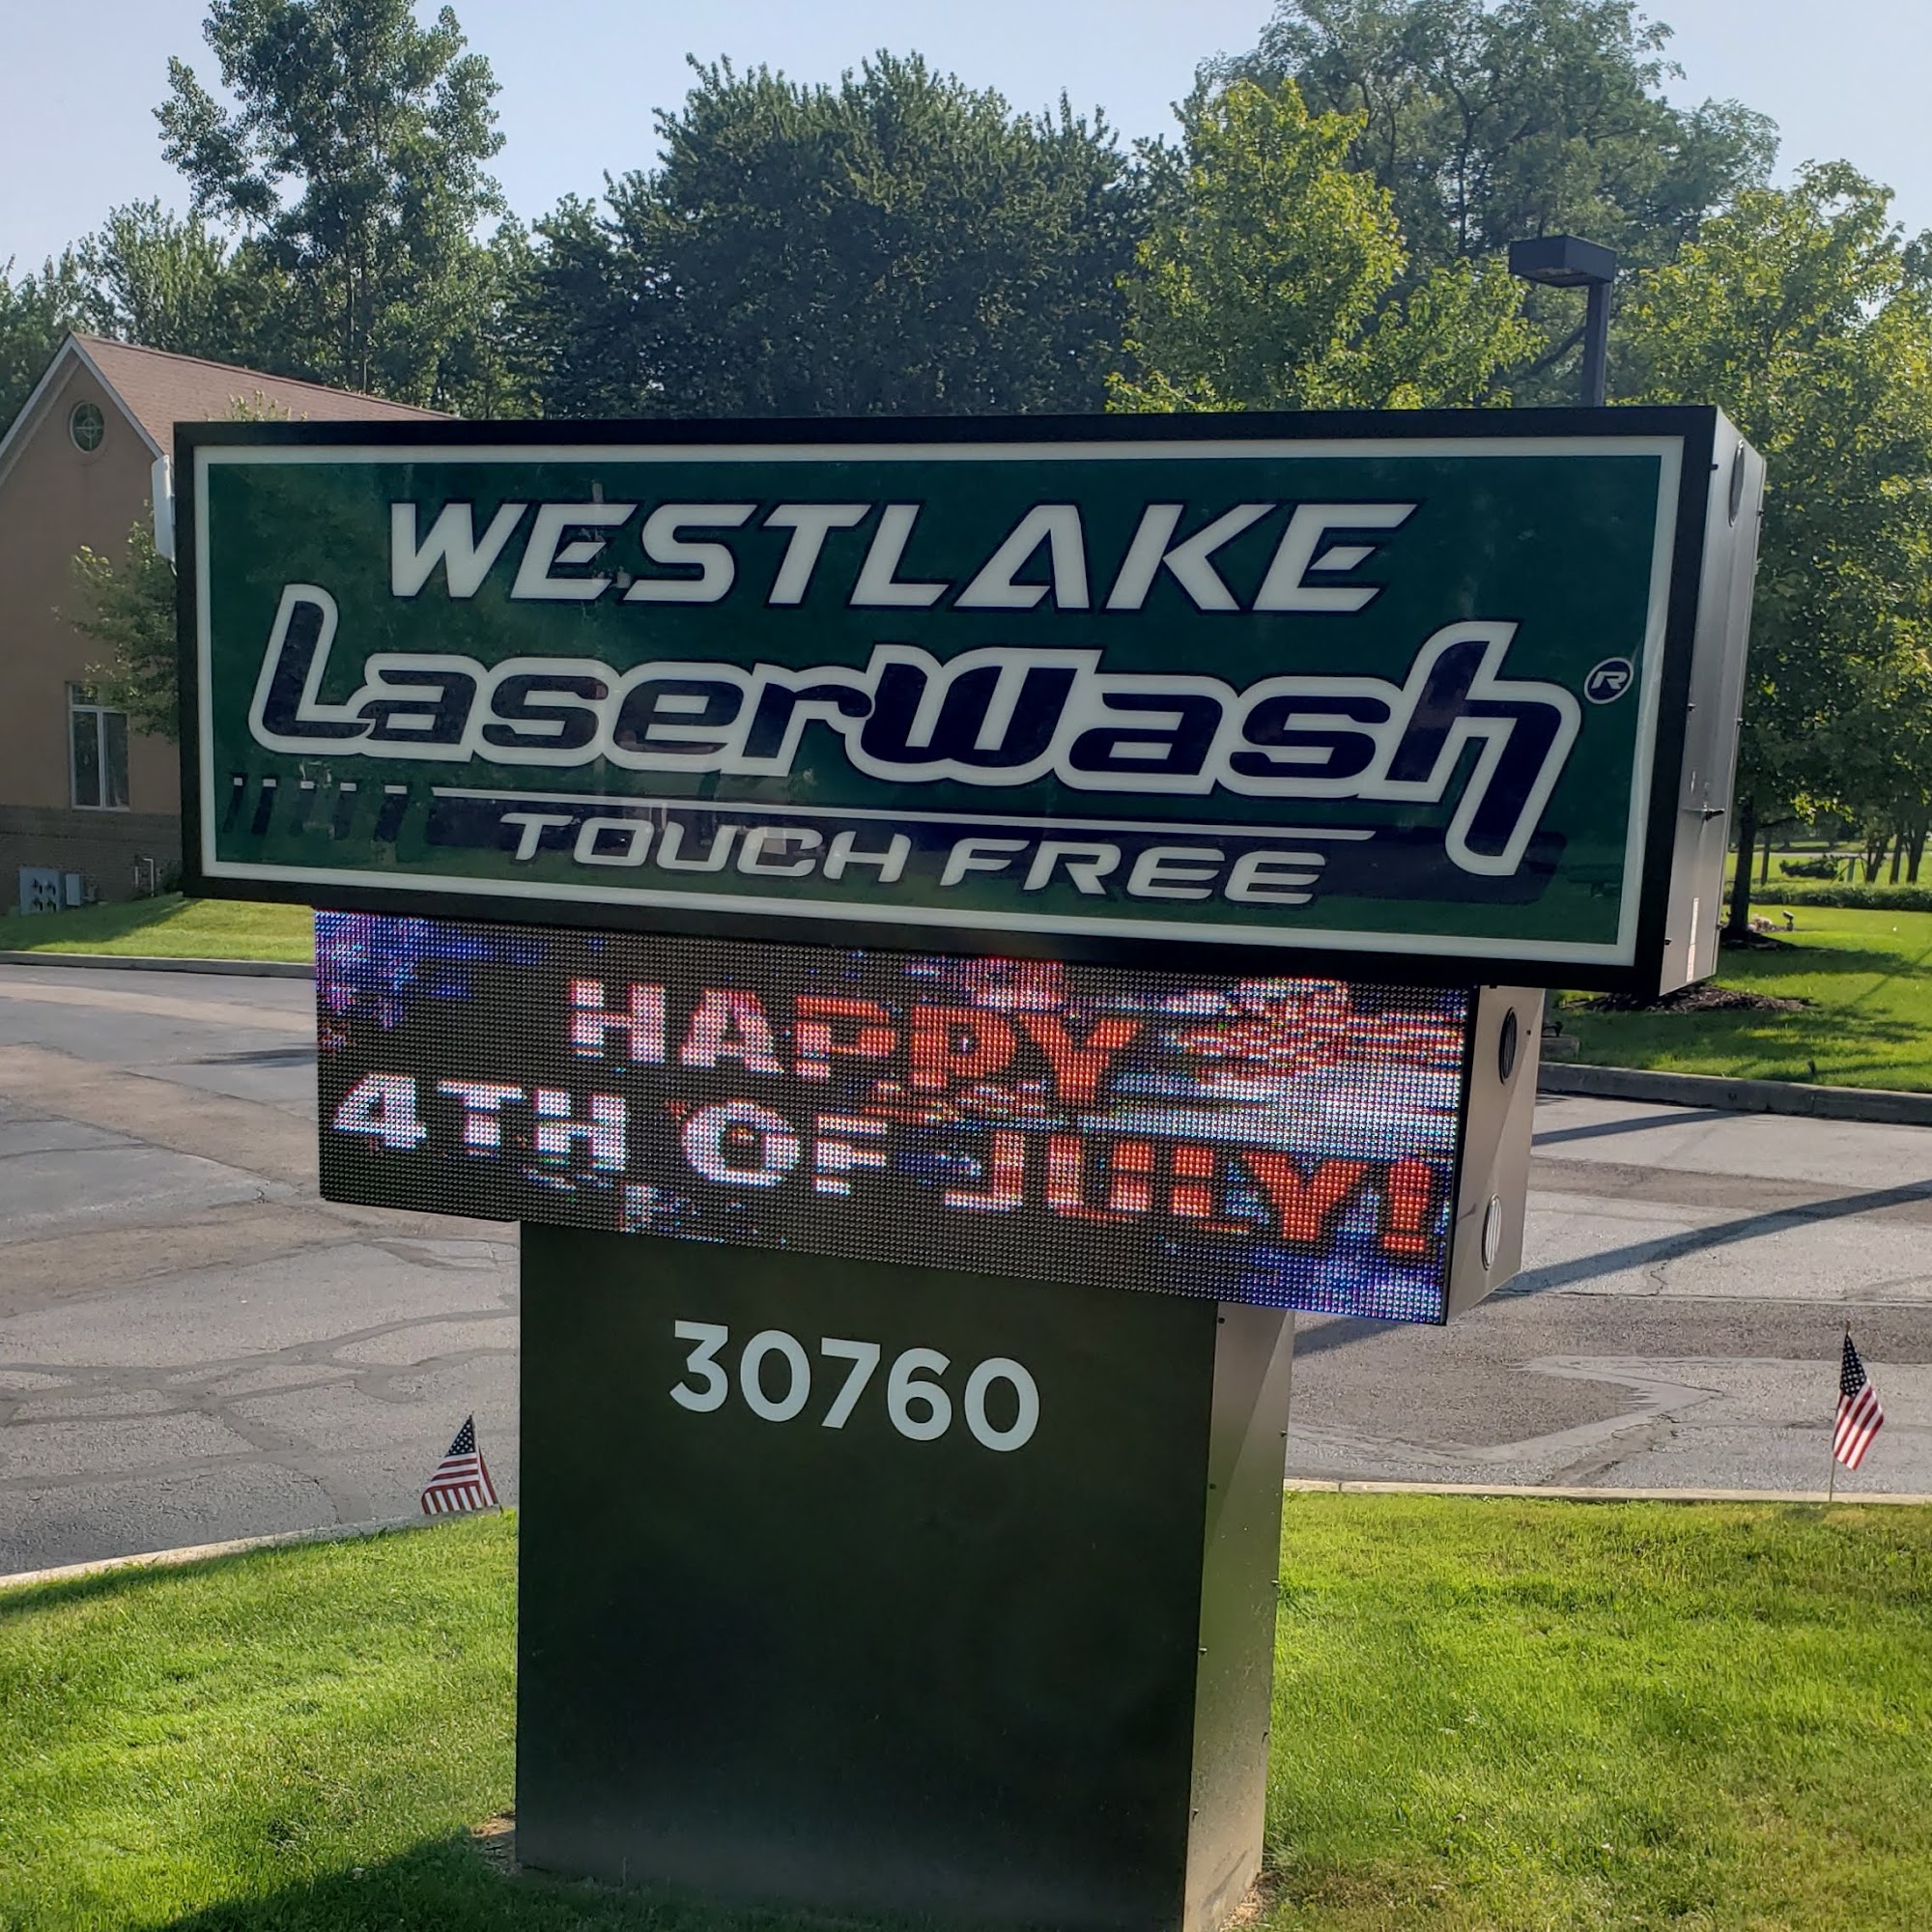 WESTLAKE
LaserWash®
TOUCH FREE
HAPPY
4TH OF JULY!
30760